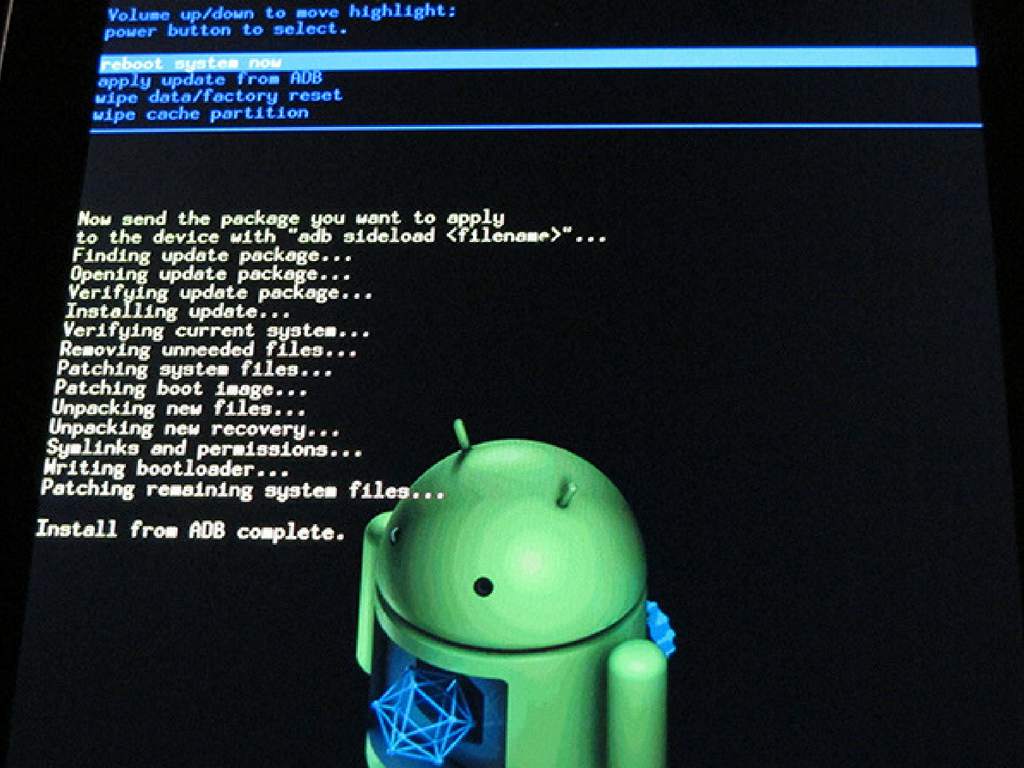 Volume up/down to move highlight;
power button to select.
reboot system now
apply update from ADB
wipe data/factory reset
wipe cache partition
Now send the package you want to apply
to the device with "adb sideload <filename>"...
Finding update package...
Opening update package...
Verifying update package...
Installing update...
Verifying current system...
Removing unneeded files...
Patching system files...
Patching boot image...
Unpacking new files...
Unpacking new recovery...
Symlinks and permissions...
Writing bootloader...
Patching remaining system files...
Install from ADB complete.